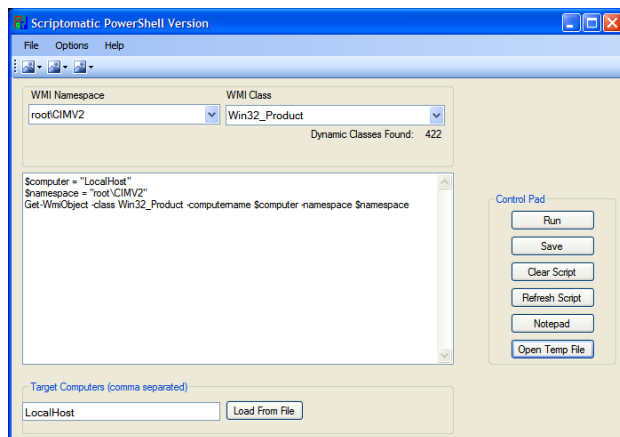 Scriptomatic PowerShell Version
File Options Help
WMI Namespace WMI Class
root\CIMV2 Win32_Product
Dynamic Classes Found: 422
$computer = "LocalHost"
$namespace = "root\CIMV2"
Get-WmiObject -class Win32_Product -computername $computer -namespace $namespace
Control Pad
Run
Save
Clear Script
Refresh Script
Notepad
Open Temp File
Target Computers (comma separated)
LocalHost Load From File